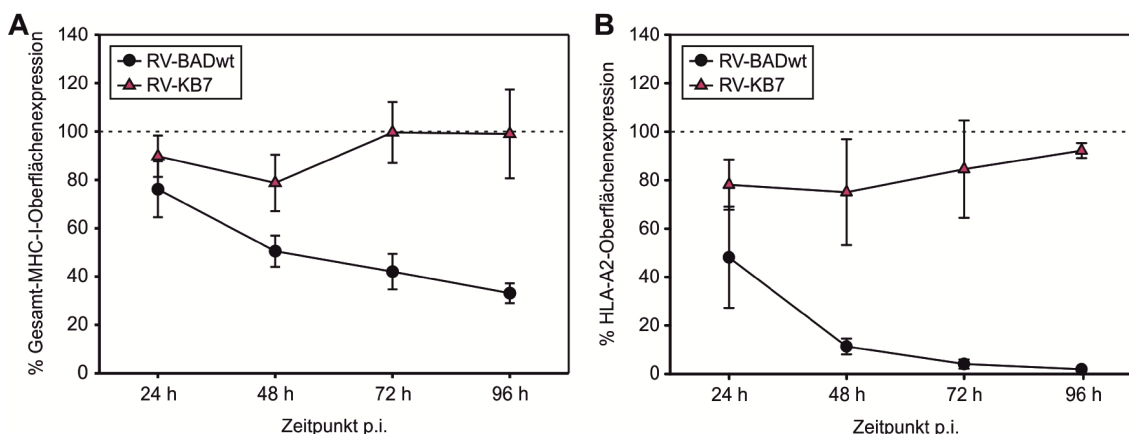 A
% Gesamt-MHC-I-Oberflächenexpression
140
120
100
80
60
40
20
0
RV-BADwt
RV-KB7
24 h 48 h 72 h 96 h
Zeitpunkt p.i.
B
% HLA-A2-Oberflächenexpression
140
120
100
80
60
40
20
0
RV-BADwt
RV-KB7
24 h 48 h 72 h 96 h
Zeitpunkt p.i.